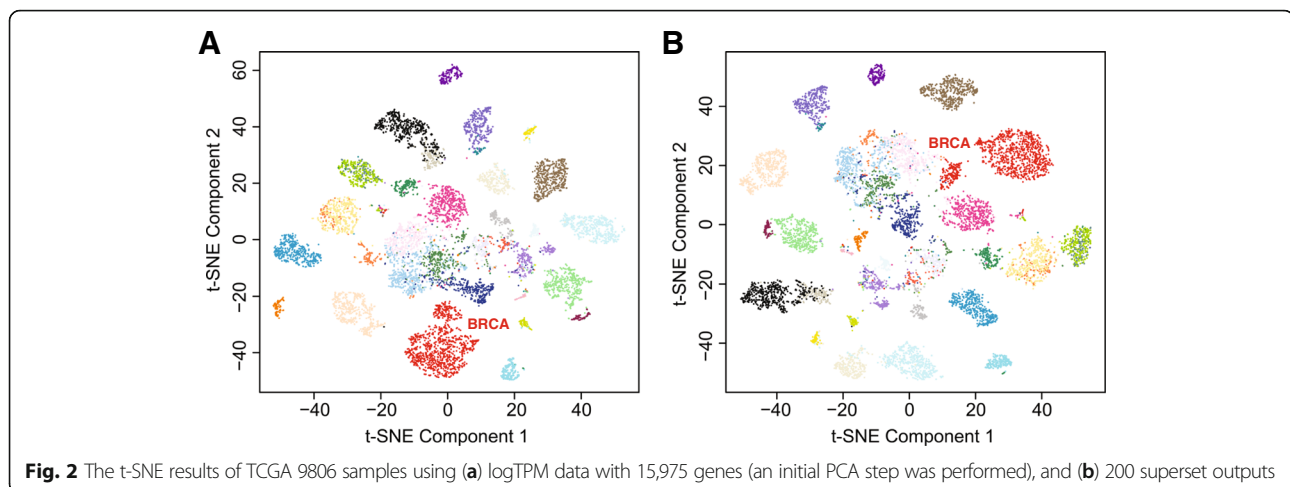 A
B
t-SNE Component 2
60
40
20
0
−20
−40
BRCA
−40
−20
0
20
40
t-SNE Component 1
t-SNE Component 2
40
20
0
−20
−40
BRCA
−40
−20
0
20
40
t-SNE Component 1
Fig. 2 The t-SNE results of TCGA 9806 samples using (a) logTPM data with 15,975 genes (an initial PCA step was performed), and (b) 200 superset outputs